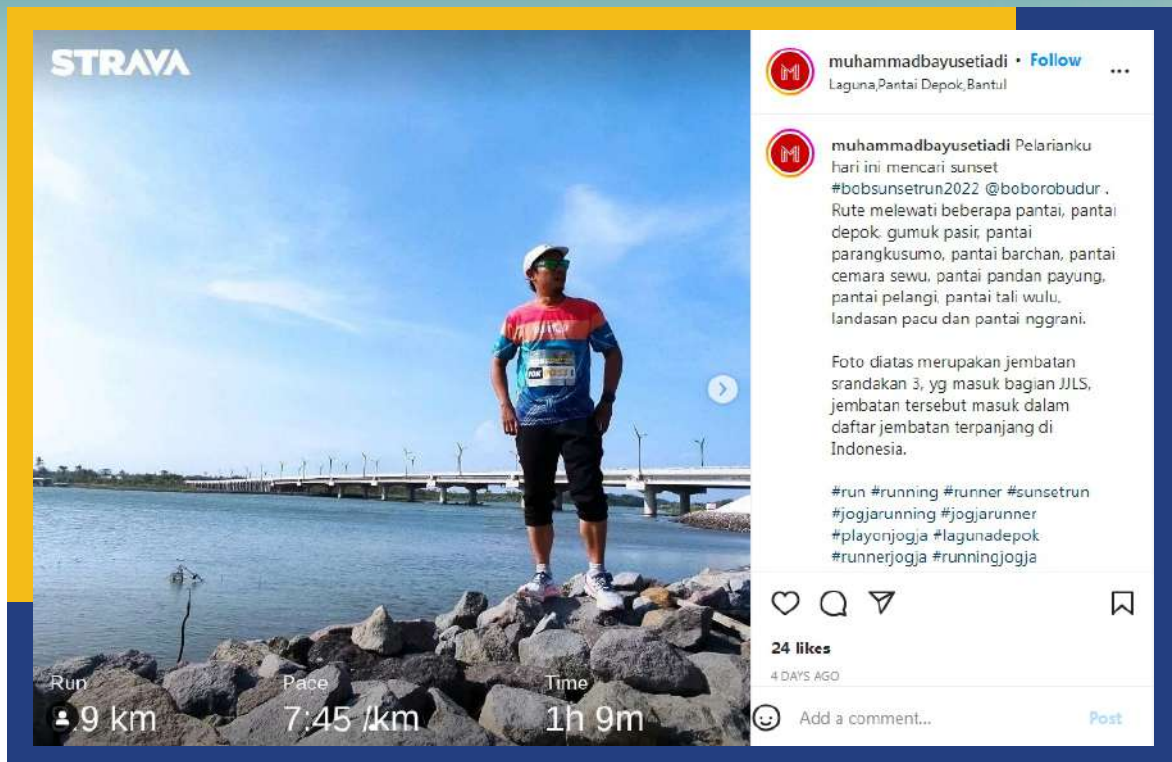 STRAVA
Run
.9 km
Pace
7:45 /km
Time
1h 9m
10K
muhammadbayusetiadi • Follow
Laguna,Pantai Depok,Bantul
muhammadbayusetiadi Pelarianku
hari ini mencari sunset
#bobsunsetrun2022 @boborobudur .
Rute melewati beberapa pantai, pantai
depok, gumuk pasir, pantai
parangkusumo, pantai barchan, pantai
cemara sewu, pantai pandan payung,
pantai pelangi, pantai tali wulu,
landasan pacu dan pantai nggrani.
Foto diatas merupakan jembatan
srandakan 3, yg masuk bagian JJLS,
jembatan tersebut masuk dalam
daftar jembatan terpanjang di
Indonesia.
#run #running #runner #sunsetrun
#jogjarunning #jogjarunner
#playonjogja #lagunadepok
#runnerjogja #runningjogja
24 likes
4 DAYS AGO
Add a comment...
Post